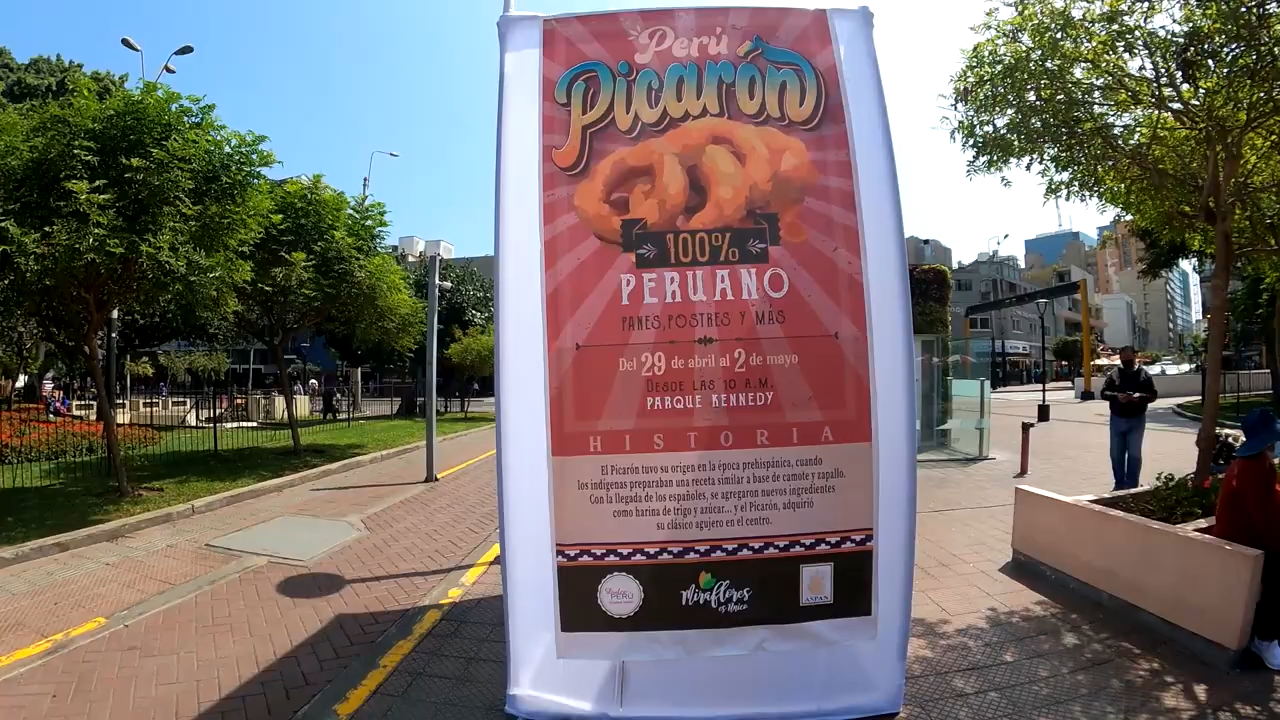 Perú
Picarón
100%
PERUANO
PANES, POSTRES Y MÁS
Del 29 de abril al 2 de mayo
DESDE LAS 10 A.M.
PARQUE KENNEDY
HISTORIA
El Picarón tuvo su origen en la época prehispánica, cuando
los indígenas preparaban una receta similar a base de camote y zapallo.
Con la llegada de los españoles, se agregaron nuevos ingredientes
como harina de trigo y azúcar... y el Picarón, adquirió
su clásico agujero en el centro.
PERÚ
Miraflores
es Único
ASPAN